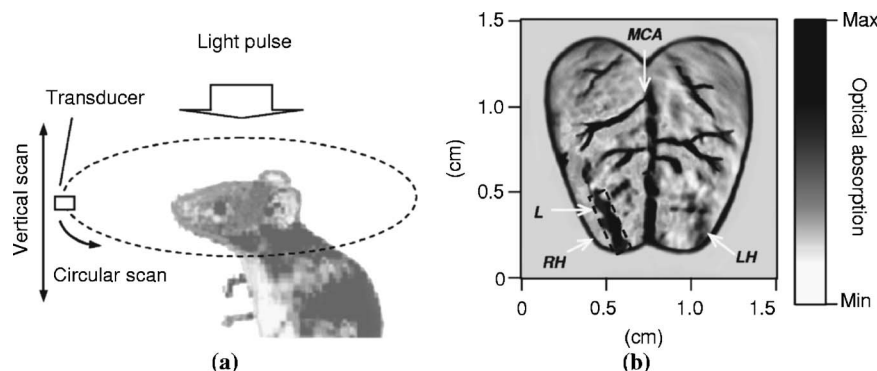 (a)
Light pulse
Transducer
Vertical scan
Circular scan
(a)
1.5
1.0
0.5
0
(cm)
MCA
L
RH
LH
0
0.5
1.0
1.5
(cm)
(b)
Max
Optical absorption
Min